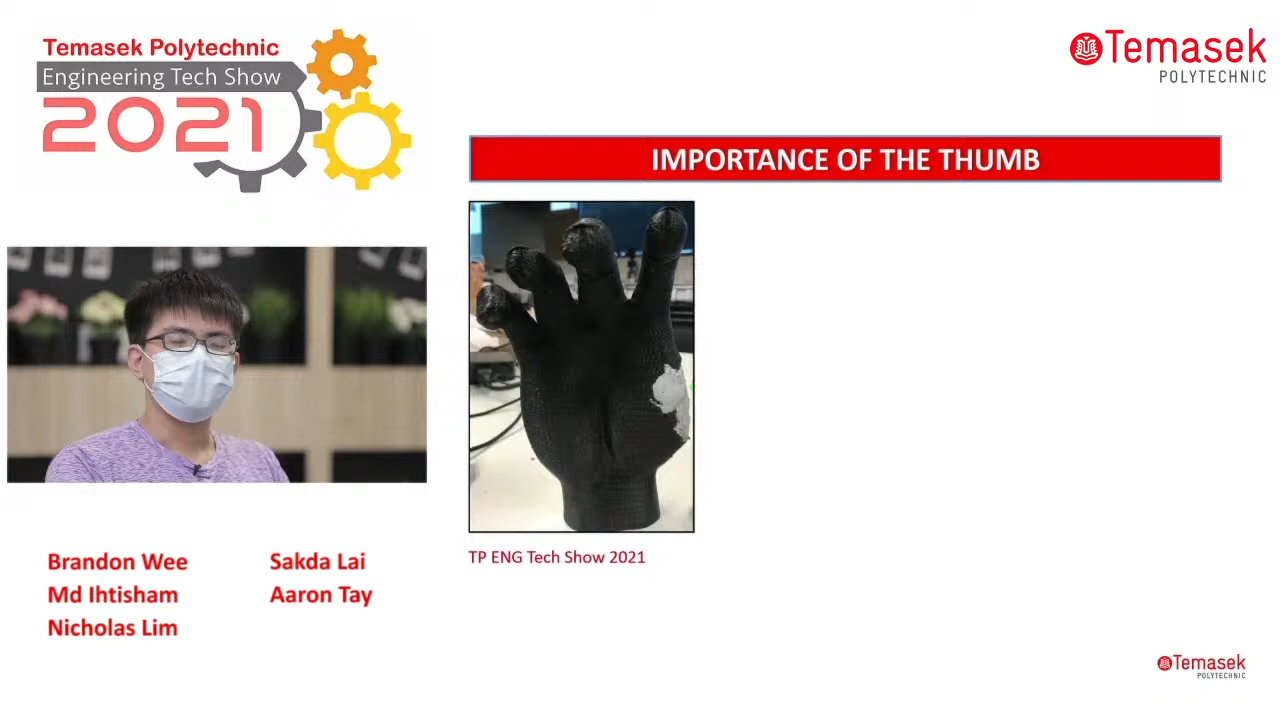 Temasek Polytechnic
Engineering Tech Show
2021
Temasek
POLYTECHNIC
IMPORTANCE OF THE THUMB
TP ENG Tech Show 2021
Brandon Wee
Sakda Lai
Md Ihtisham
Aaron Tay
Nicholas Lim
Temasek
POLYTECHNIC